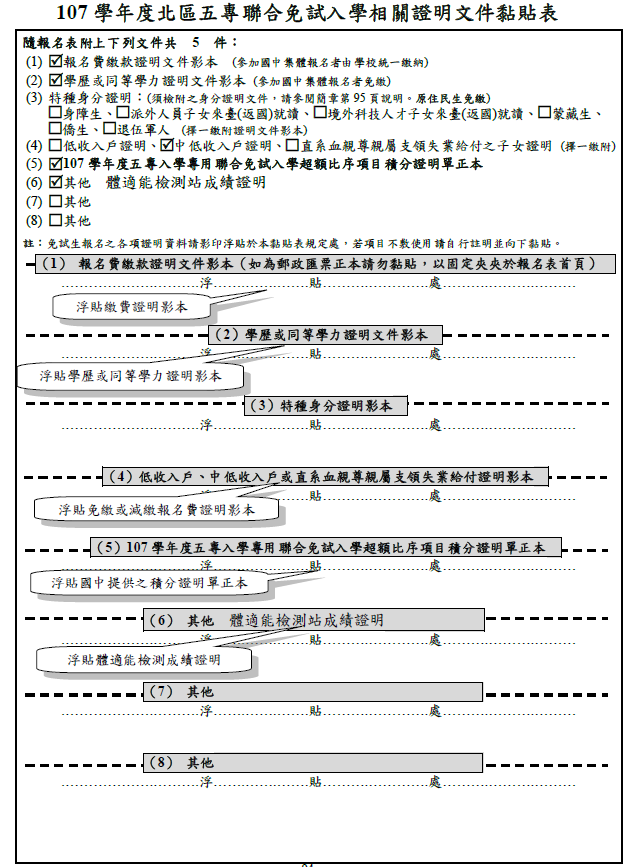 107 學年度北區五專聯合免試入學相關證明文件黏貼表
隨報名表附上下列文件共 5 件：
(1) ☑報名費繳款證明文件影本 (參加國中集體報名者由學校統一繳納)
(2) ☑學歷或同等學力證明文件影本 (參加國中集體報名者免繳)
(3) 特種身分證明：(須檢附之身分證明文件，請參閱簡章第 95 頁說明。原住民生免繳)
□身障生、□派外人員子女來臺(返國)就讀、□境外科技人才子女來臺(返國)就讀、□蒙藏生、
□僑生、□退伍軍人 (擇一繳附證明文件影本)
(4) □低收入戶證明、☑中低收入戶證明、□直系血親尊親屬支領失業給付之子女證明 (擇一繳附)
(5) ☑107 學年度五專入學專用聯合免試入學超額比序項目積分證明單正本
(6) ☑其他 體適能檢測站成績證明
(7) □其他
(8) □其他
註：免試生報名之各項證明資料請影印浮貼於本黏貼表規定處，若項目不敷使用請自行註明並向下黏貼。
(1) 報名費繳款證明文件影本（如為郵政匯票正本請勿黏貼，以固定夾夾於報名表首頁）
浮 貼 處
浮貼繳費證明影本
(2) 學歷或同等學力證明文件影本
浮 貼 處
浮貼學歷或同等學力證明影本
(3) 特種身分證明影本
浮 貼 處
(4) 低收入戶、中低收入戶或直系血親尊親屬支領失業給付證明影本
浮 貼 處
浮貼免繳或減繳報名費證明影本
(5) 107 學年度五專入學專用聯合免試入學超額比序項目積分證明單正本
浮 貼 處
浮貼國中提供之積分證明單正本
(6) 其他 體適能檢測站成績證明
浮 貼 處
浮貼體適能檢測成績證明
(7) 其他
浮 貼 處
(8) 其他
浮 貼 處